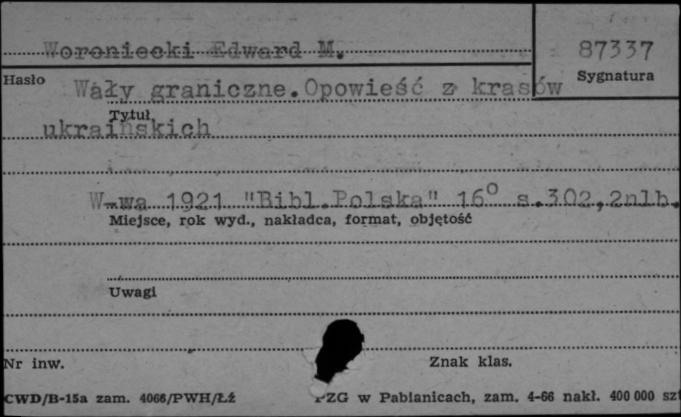 Woroniecki Edward M.
87337
Hasło
Sygnatura
Wały graniczne.Opowieść z krasów
Tytuł
ukraińskich
W-wa 1921 "Bibl.Polska" 16° s.302,2nlb.
Miejsce, rok wyd., nakładca, format, objętość
Uwagi
Nr inw.
Znak klas.
CWD/B-15a zam. 4066/PWH/Łź
PZG w Pabianicach, zam. 4-66 nakł. 400 000 szt